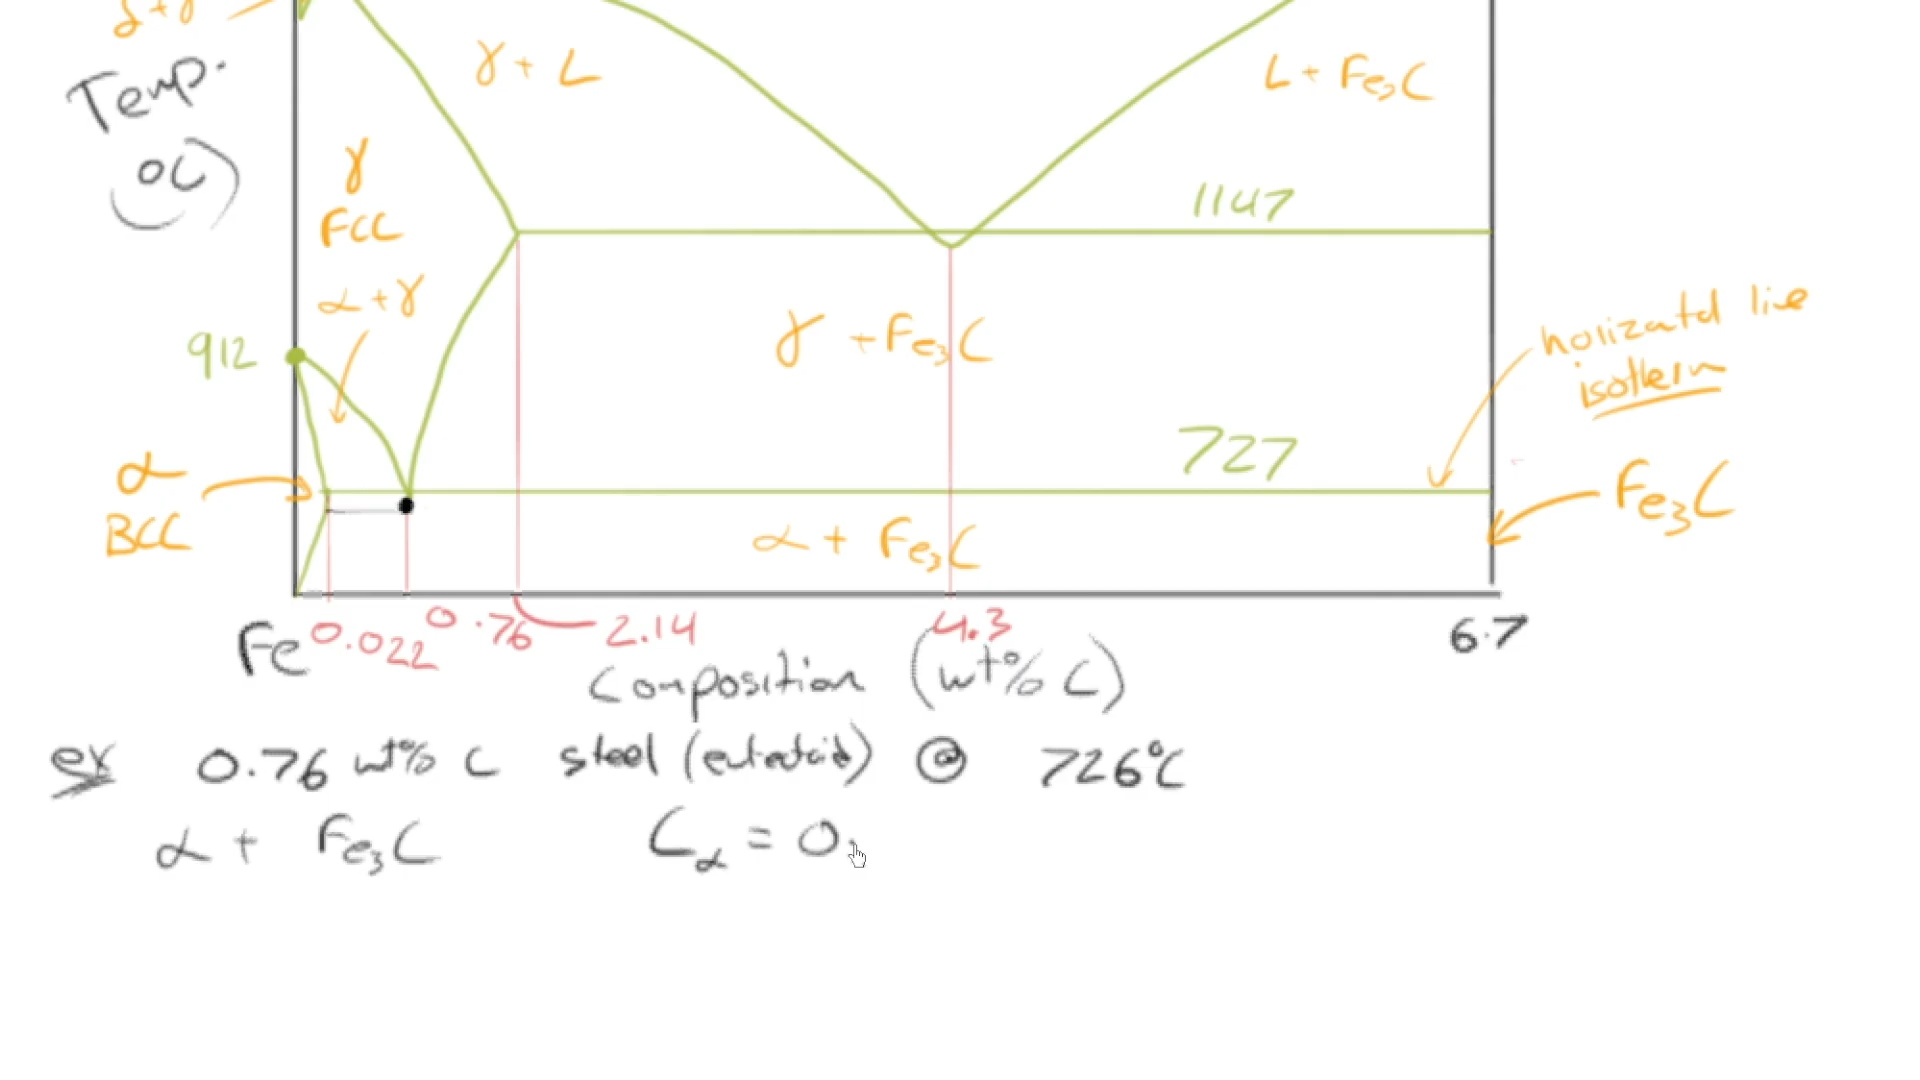 δ+γ
Temp.
(°C)
γ + L
L + Fe3C
γ
FCC
1147
α+γ
912
γ + Fe3C
horizontal line
isotherm
727
α
BCC
Fe3C
α + Fe3C
Fe
0.022
0.76
2.14
4.3
6.7
Composition (wt% C)
ex 0.76 wt% C steel (eutectoid) @ 726°C
α + Fe3C Cα = 0.